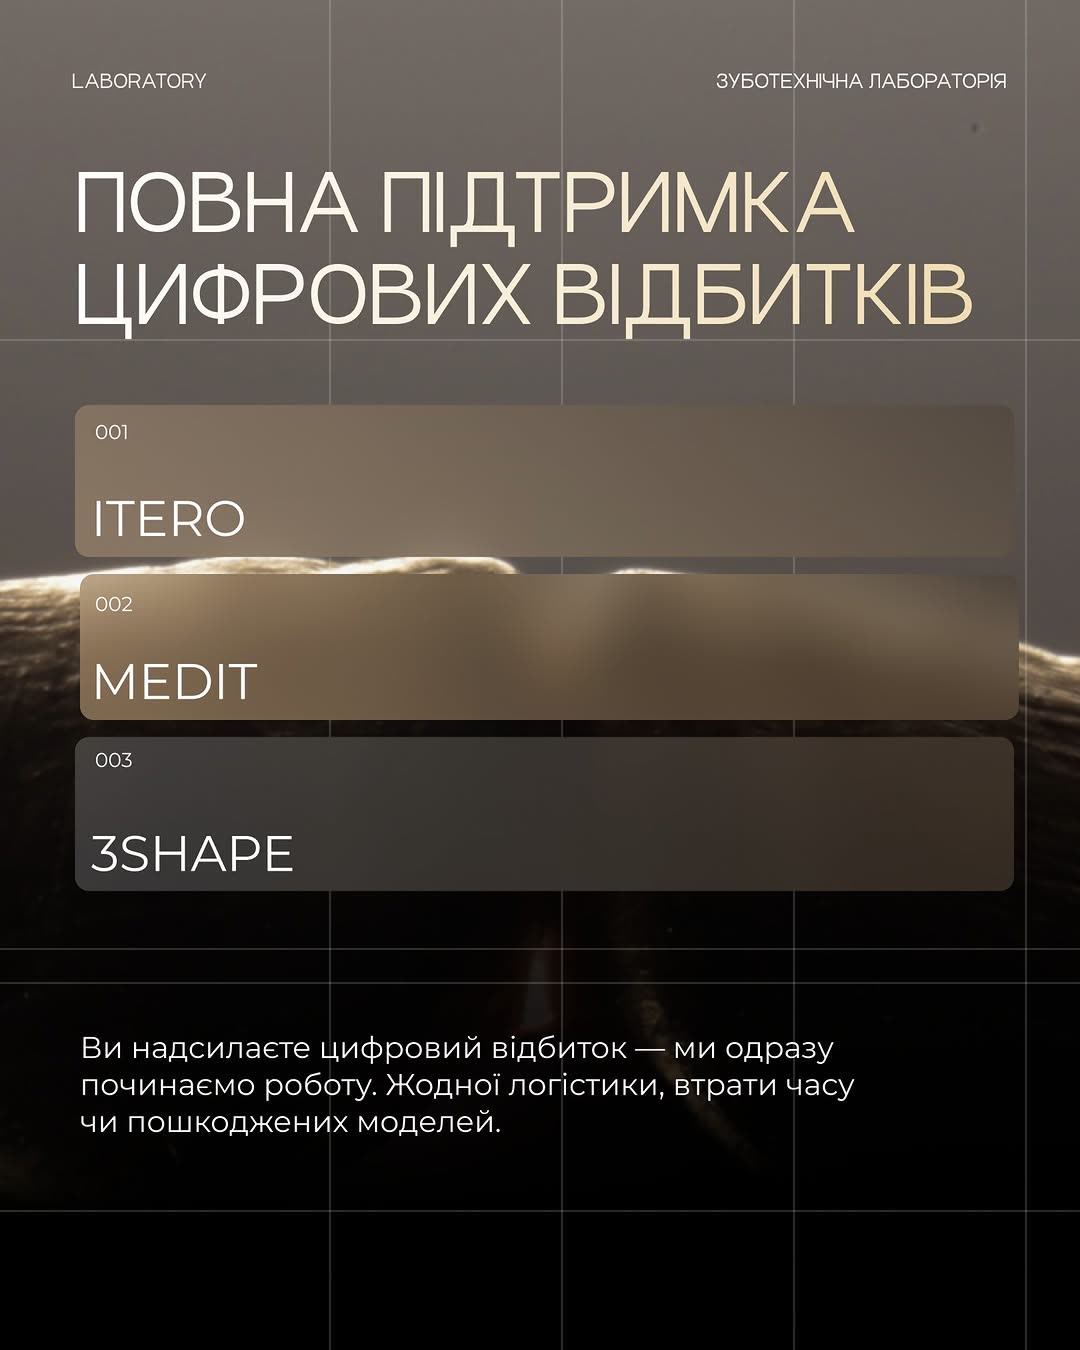 LABORATORY
ЗУБОТЕХНІЧНА ЛАБОРАТОРІЯ
ПОВНА ПІДТРИМКА
ЦИФРОВИХ ВІДБИТКІВ
001
ITERO
002
MEDIT
003
3SHAPE
Ви надсилаєте цифровий відбиток — ми одразу
починаємо роботу. Жодної логістики, втрати часу
чи пошкоджених моделей.